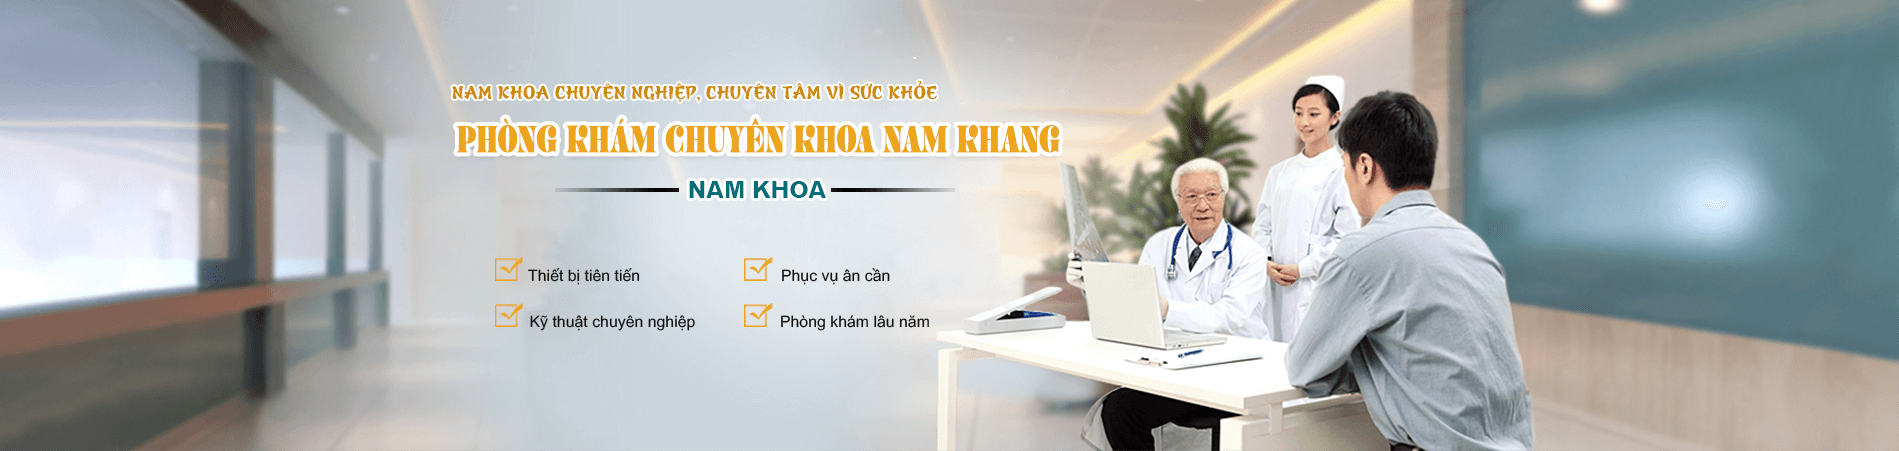 NAM KHOA CHUYÊN NGHIỆP, CHUYÊN TÂM VÌ SỨC KHỎE
PHÒNG KHÁM CHUYÊN KHOA NAM KHANG
NAM KHOA
Thiết bị tiên tiến
Phục vụ ân cần
Kỹ thuật chuyên nghiệp
Phòng khám lâu năm